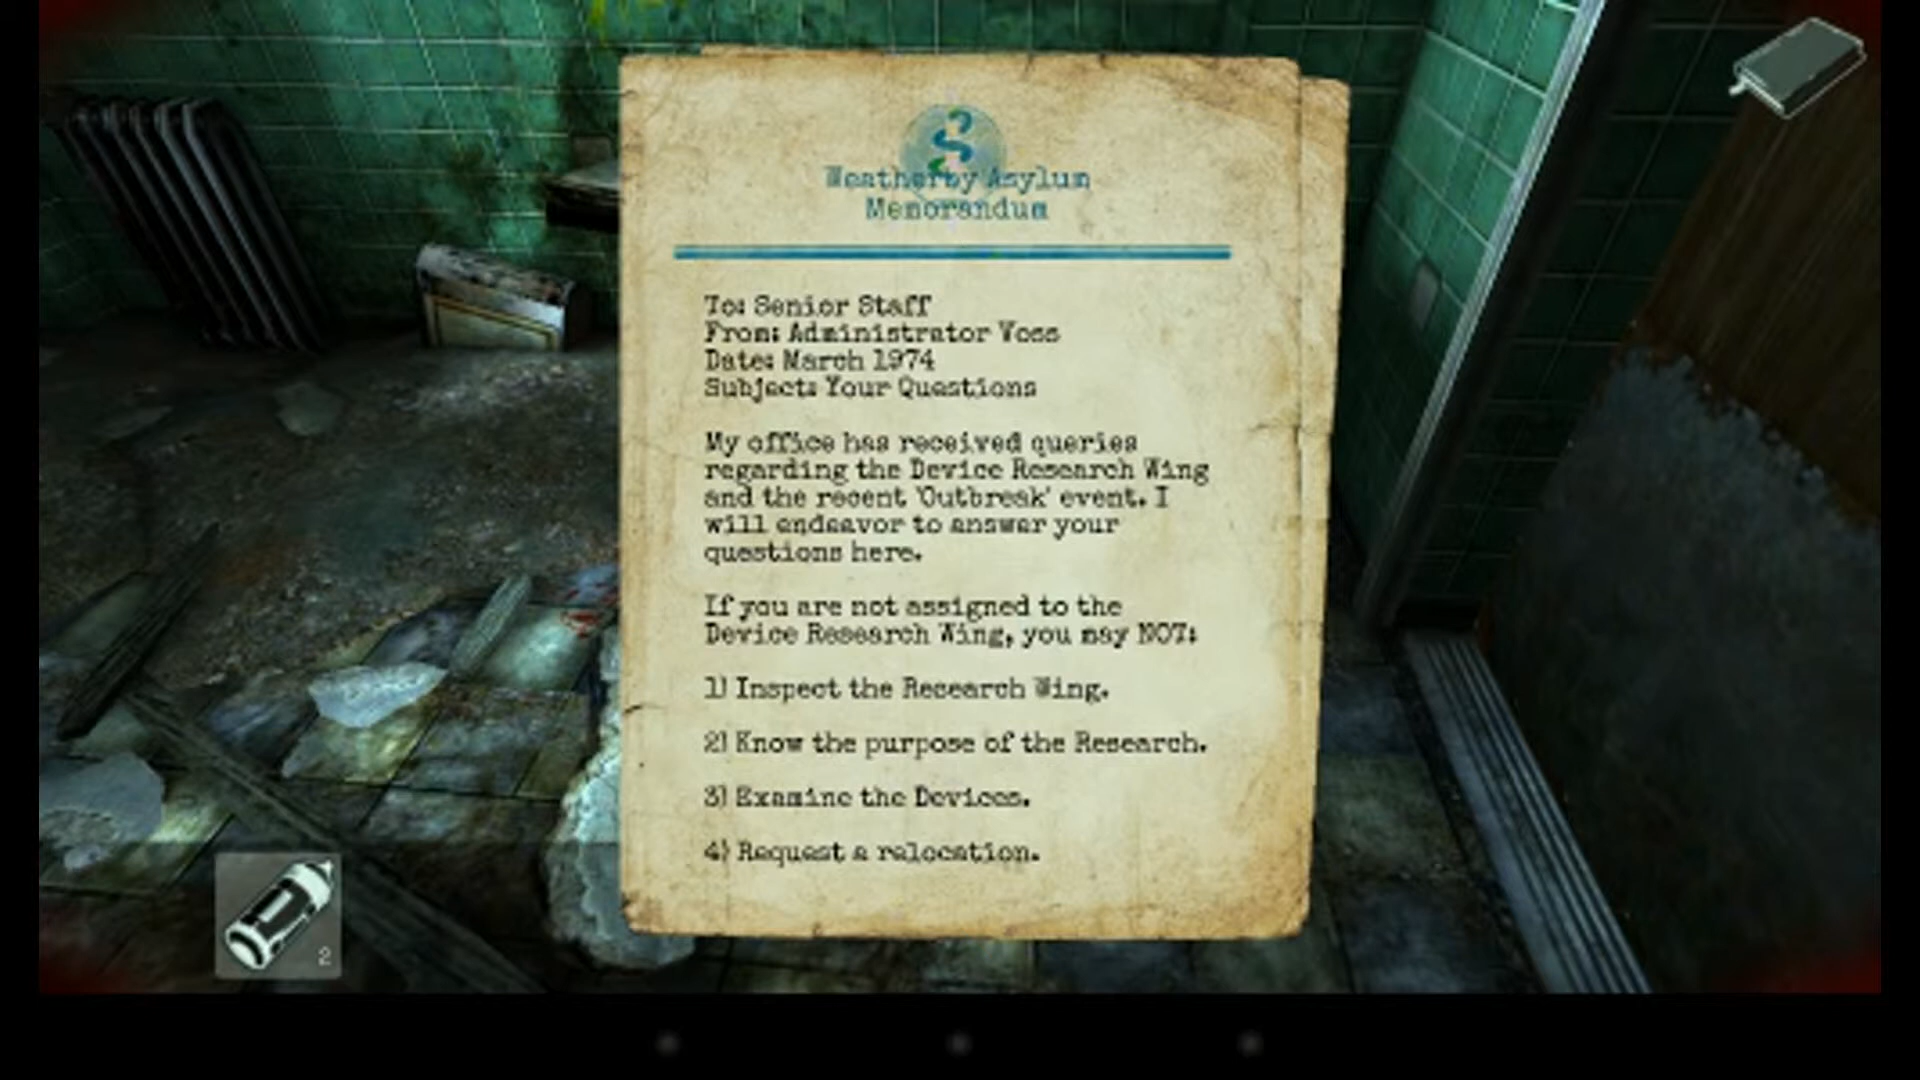 Weatherby Asylum
Memorandum
To: Senior Staff
From: Administrator Voss
Date: March 1974
Subject: Your Questions
My office has received queries
regarding the Device Research Wing
and the recent 'Outbreak' event. I
will endeavor to answer your
questions here.
If you are not assigned to the
Device Research Wing, you may NOT:
1) Inspect the Research Wing.
2) Know the purpose of the Research.
3) Examine the Devices.
4) Request a relocation.
2